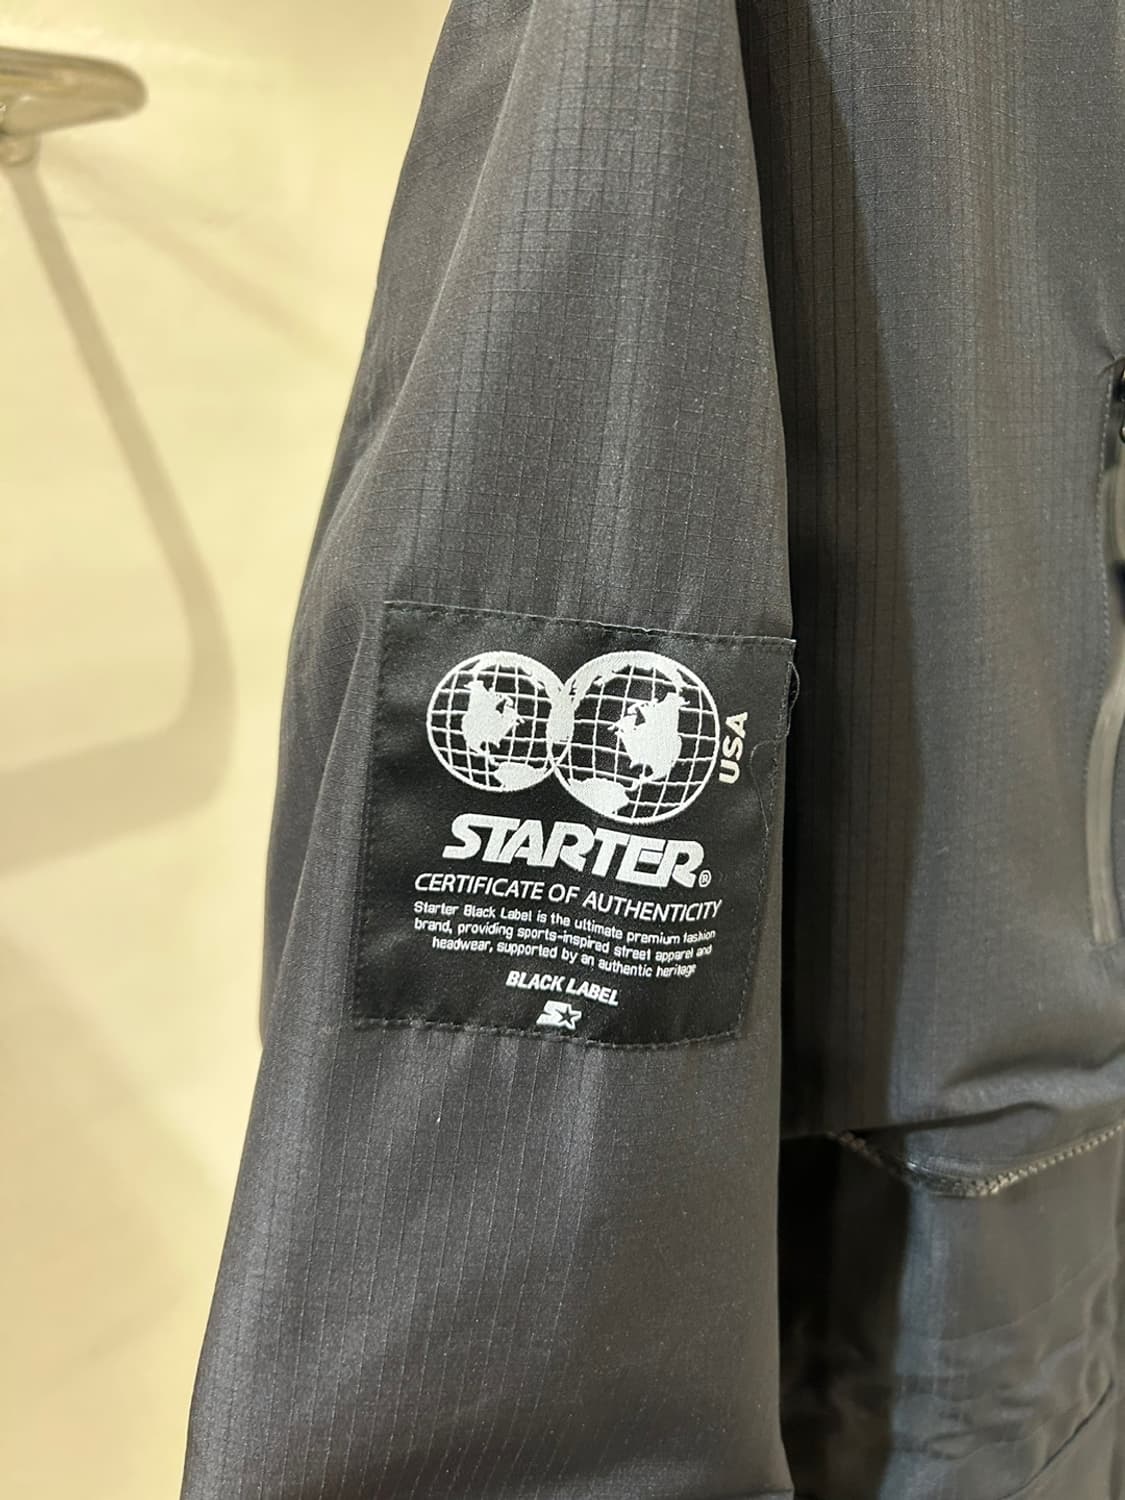 USA
STARTER®
CERTIFICATE OF AUTHENTICITY
Starter Black Label is the ultimate premium fashion
brand, providing sports-inspired street apparel and
headwear, supported by an authentic heritage
BLACK LABEL
S